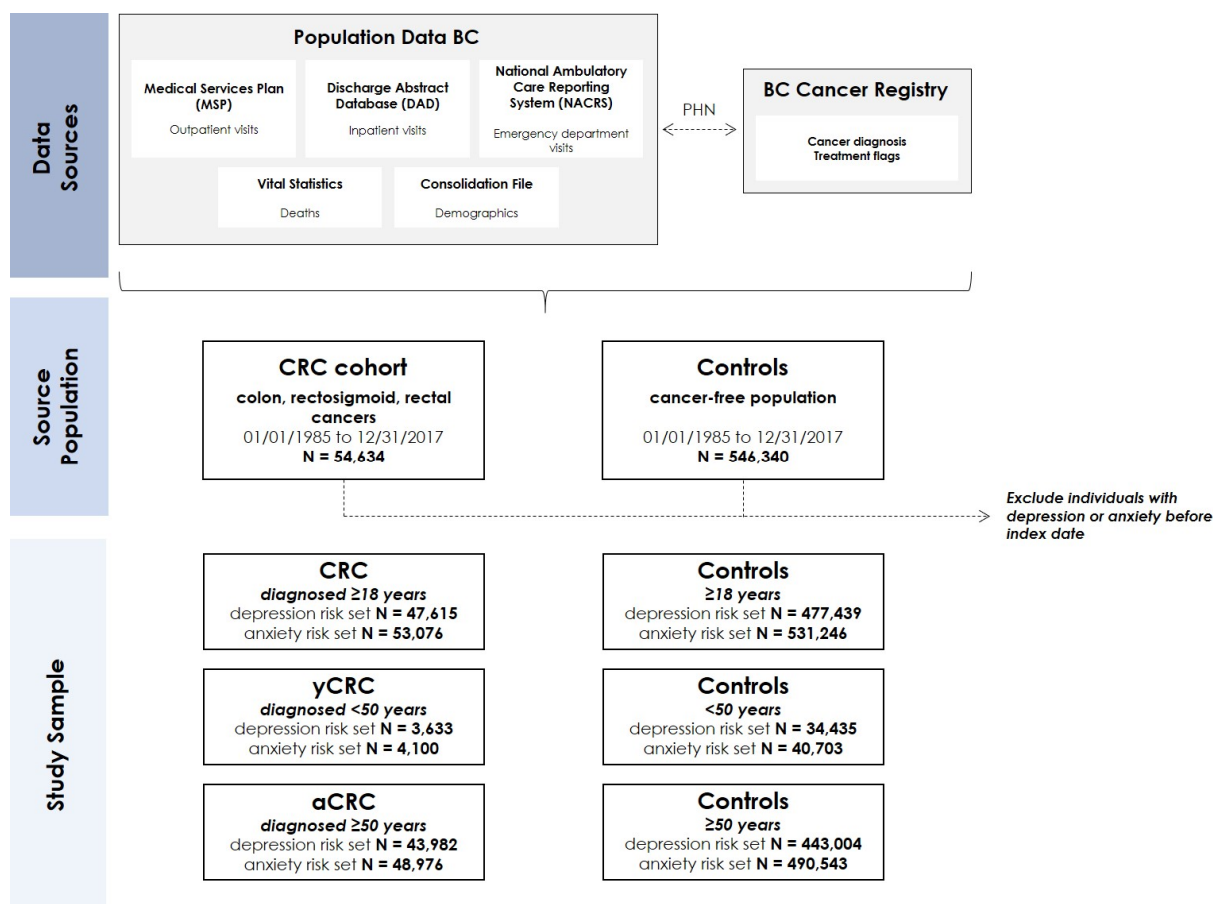 Data
Sources
Population Data BC
Medical Services Plan
(MSP)
Outpatient visits
Discharge Abstract
Database (DAD)
Inpatient visits
National Ambulatory
Care Reporting
System (NACRS)
Emergency department
visits
Vital Statistics
Deaths
Consolidation File
Demographics
PHN
BC Cancer Registry
Cancer diagnosis
Treatment flags
Source
Population
CRC cohort
colon, rectosigmoid, rectal
cancers
01/01/1985 to 12/31/2017
N = 54,634
Controls
cancer-free population
01/01/1985 to 12/31/2017
N = 546,340
Exclude individuals with
depression or anxiety before
index date
Study Sample
CRC
diagnosed ≥18 years
depression risk set N = 47,615
anxiety risk set N = 53,076
Controls
≥18 years
depression risk set N = 477,439
anxiety risk set N = 531,246
yCRC
diagnosed <50 years
depression risk set N = 3,633
anxiety risk set N = 4,100
Controls
<50 years
depression risk set N = 34,435
anxiety risk set N = 40,703
aCRC
diagnosed ≥50 years
depression risk set N = 43,982
anxiety risk set N = 48,976
Controls
≥50 years
depression risk set N = 443,004
anxiety risk set N = 490,543